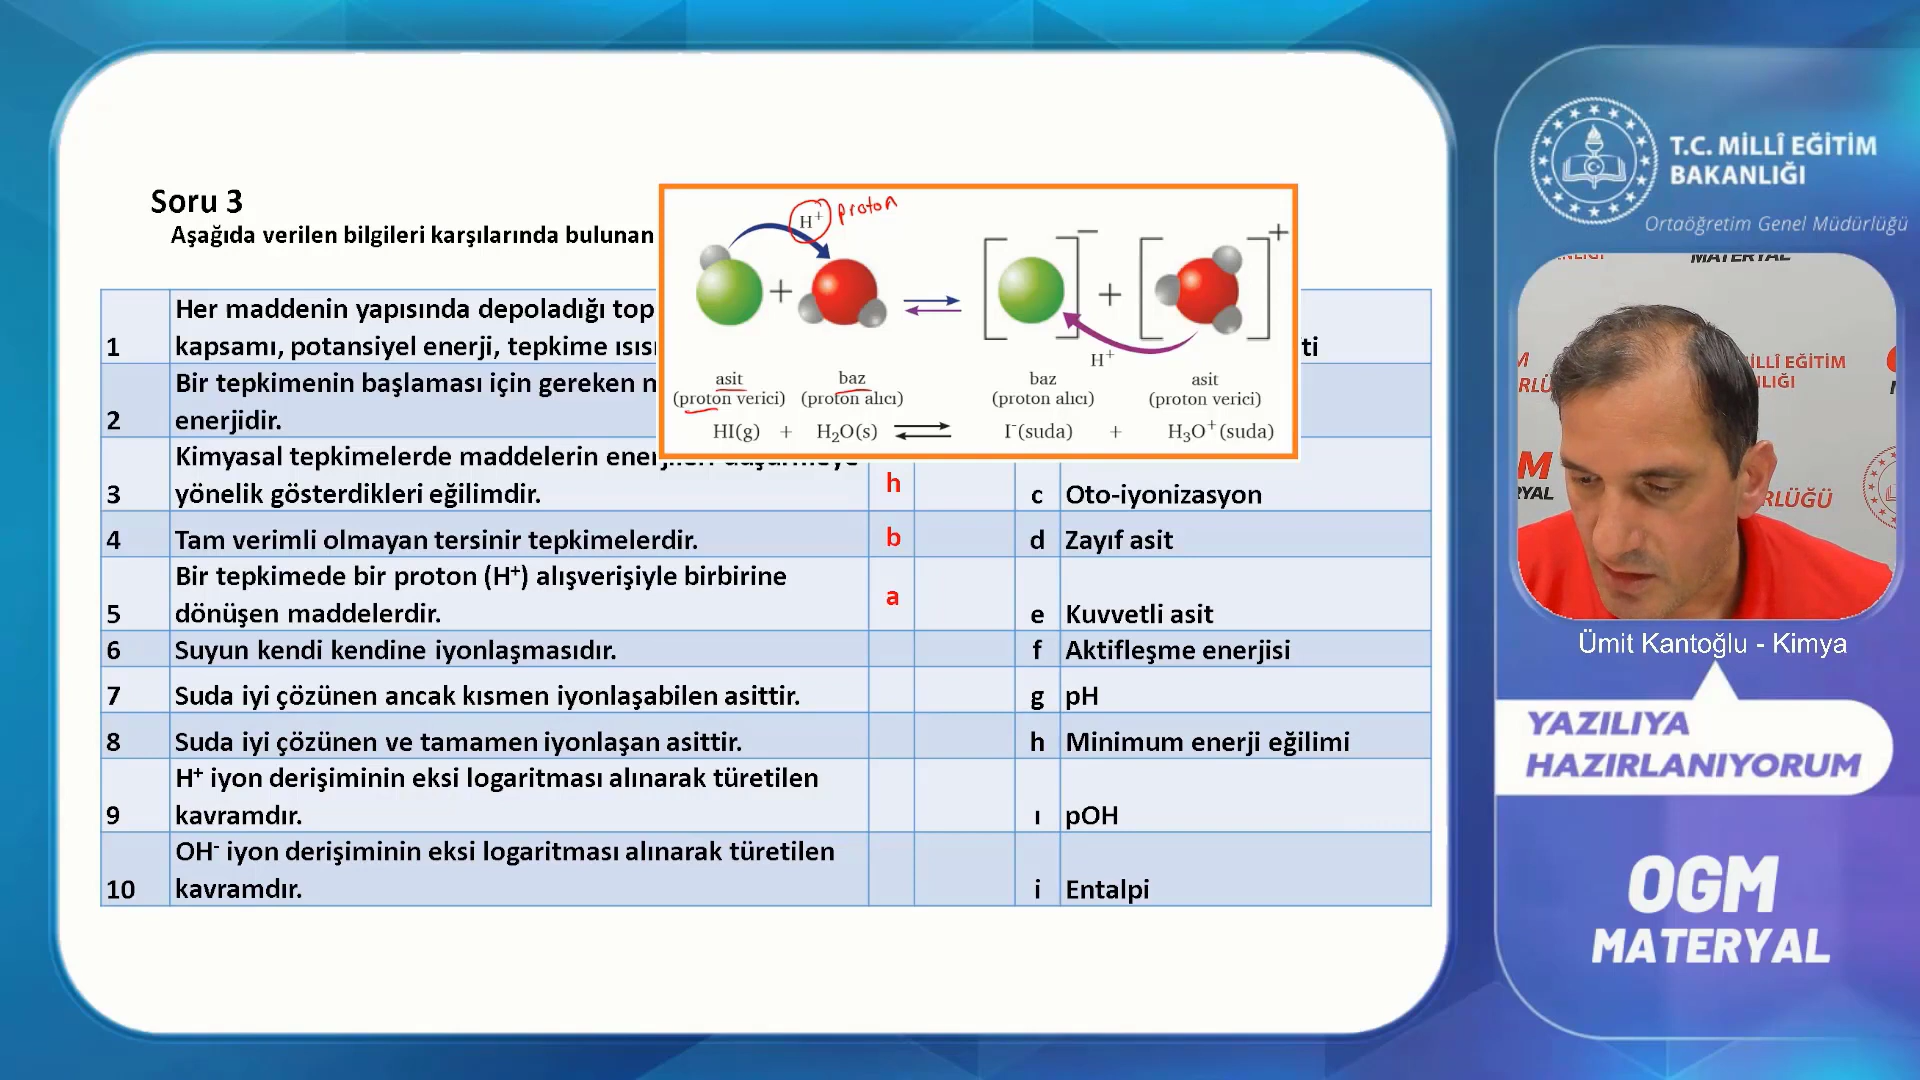 Soru 3
Aşağıda verilen bilgileri karşılarında bulunan
1
Her maddenin yapısında depoladığı top
kapsamı, potansiyel enerji, tepkime ısısı
ti
2
Bir tepkimenin başlaması için gereken m
enerjidir.
3
Kimyasal tepkimelerde maddelerin enerjileri düşürmeye
yönelik gösterdikleri eğilimdir.
h
c Oto-iyonizasyon
4 Tam verimli olmayan tersinir tepkimelerdir. b
d Zayıf asit
5
Bir tepkimede bir proton (H⁺) alışverişiyle birbirine
dönüşen maddelerdir.
a
e Kuvvetli asit
6 Suyun kendi kendine iyonlaşmasıdır.
f Aktifleşme enerjisi
7 Suda iyi çözünen ancak kısmen iyonlaşabilen asittir.
g pH
8 Suda iyi çözünen ve tamamen iyonlaşan asittir.
h Minimum enerji eğilimi
9
H⁺ iyon derişiminin eksi logaritması alınarak türetilen
kavramdır.
ı pOH
10
OH⁻ iyon derişiminin eksi logaritması alınarak türetilen
kavramdır.
i Entalpi
H⁺ proton
+ ⇌ [ ]⁻ + [ ]⁺
H⁺
asit baz baz asit
(proton verici) (proton alıcı) (proton alıcı) (proton verici)
HI(g) + H₂O(s) ⇌ I⁻(suda) + H₃O⁺(suda)
T.C. MİLLÎ EĞİTİM
BAKANLIĞI
Ortaöğretim Genel Müdürlüğü
MATERYAL
MİLLÎ EĞİTİM
Ümit Kantoğlu - Kimya
YAZILIYA
HAZIRLANIYORUM
OGM
MATERYAL